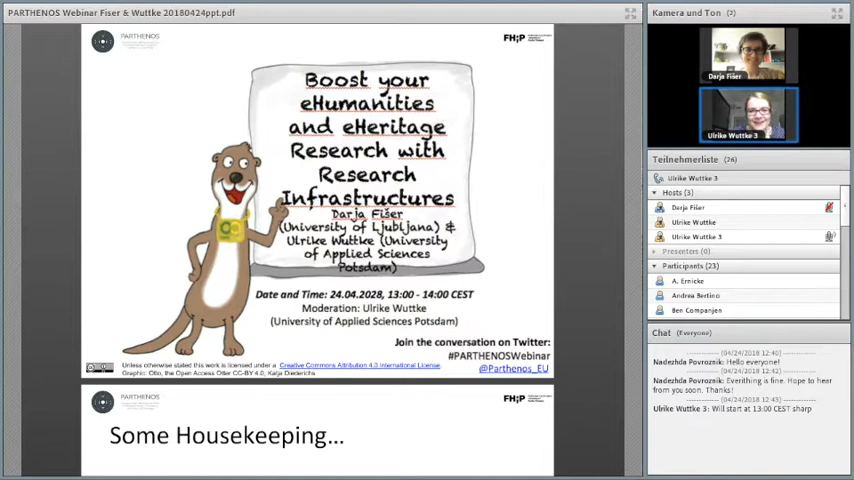 PARTHENOS Webinar Fiser & Wuttke 20180424ppt.pdf
PARTHENOS
FH;P
Boost your
eHumanities
and eHeritage
Research with
Research
Infrastructures
Darja Fišer
(University of Ljubljana) &
Ulrike Wuttke (University
of Applied Sciences
Potsdam)
Date and Time: 24.04.2028, 13:00 - 14:00 CEST
Moderation: Ulrike Wuttke
(University of Applied Sciences Potsdam)
Join the conversation on Twitter:
#PARTHENOSWebinar
@Parthenos_EU
Unless otherwise stated this work is licensed under a Creative Commons Attribution 4.0 International License.
Graphic: Otto, the Open Access Otter CC-BY 4.0, Katja Diederichs
PARTHENOS
FH;P
Some Housekeeping...
Kamera und Ton (2)
Darja Fišer
Ulrike Wuttke 3
Teilnehmerliste (26)
Ulrike Wuttke 3
Hosts (3)
Darja Fišer
Ulrike Wuttke
Ulrike Wuttke 3
Presenters (0)
Participants (23)
A. Ernicke
Andrea Bertino
Ben Companjen
Chat (Everyone)
------------ (04/24/2018 12:40) ------------
Nadezhda Povroznik: Hello everyone!
------------ (04/24/2018 12:42) ------------
Nadezhda Povroznik: Everithing is fine. Hope to hear
from you soon. Thanks!
------------ (04/24/2018 12:43) ------------
Ulrike Wuttke 3: Will start at 13:00 CEST sharp